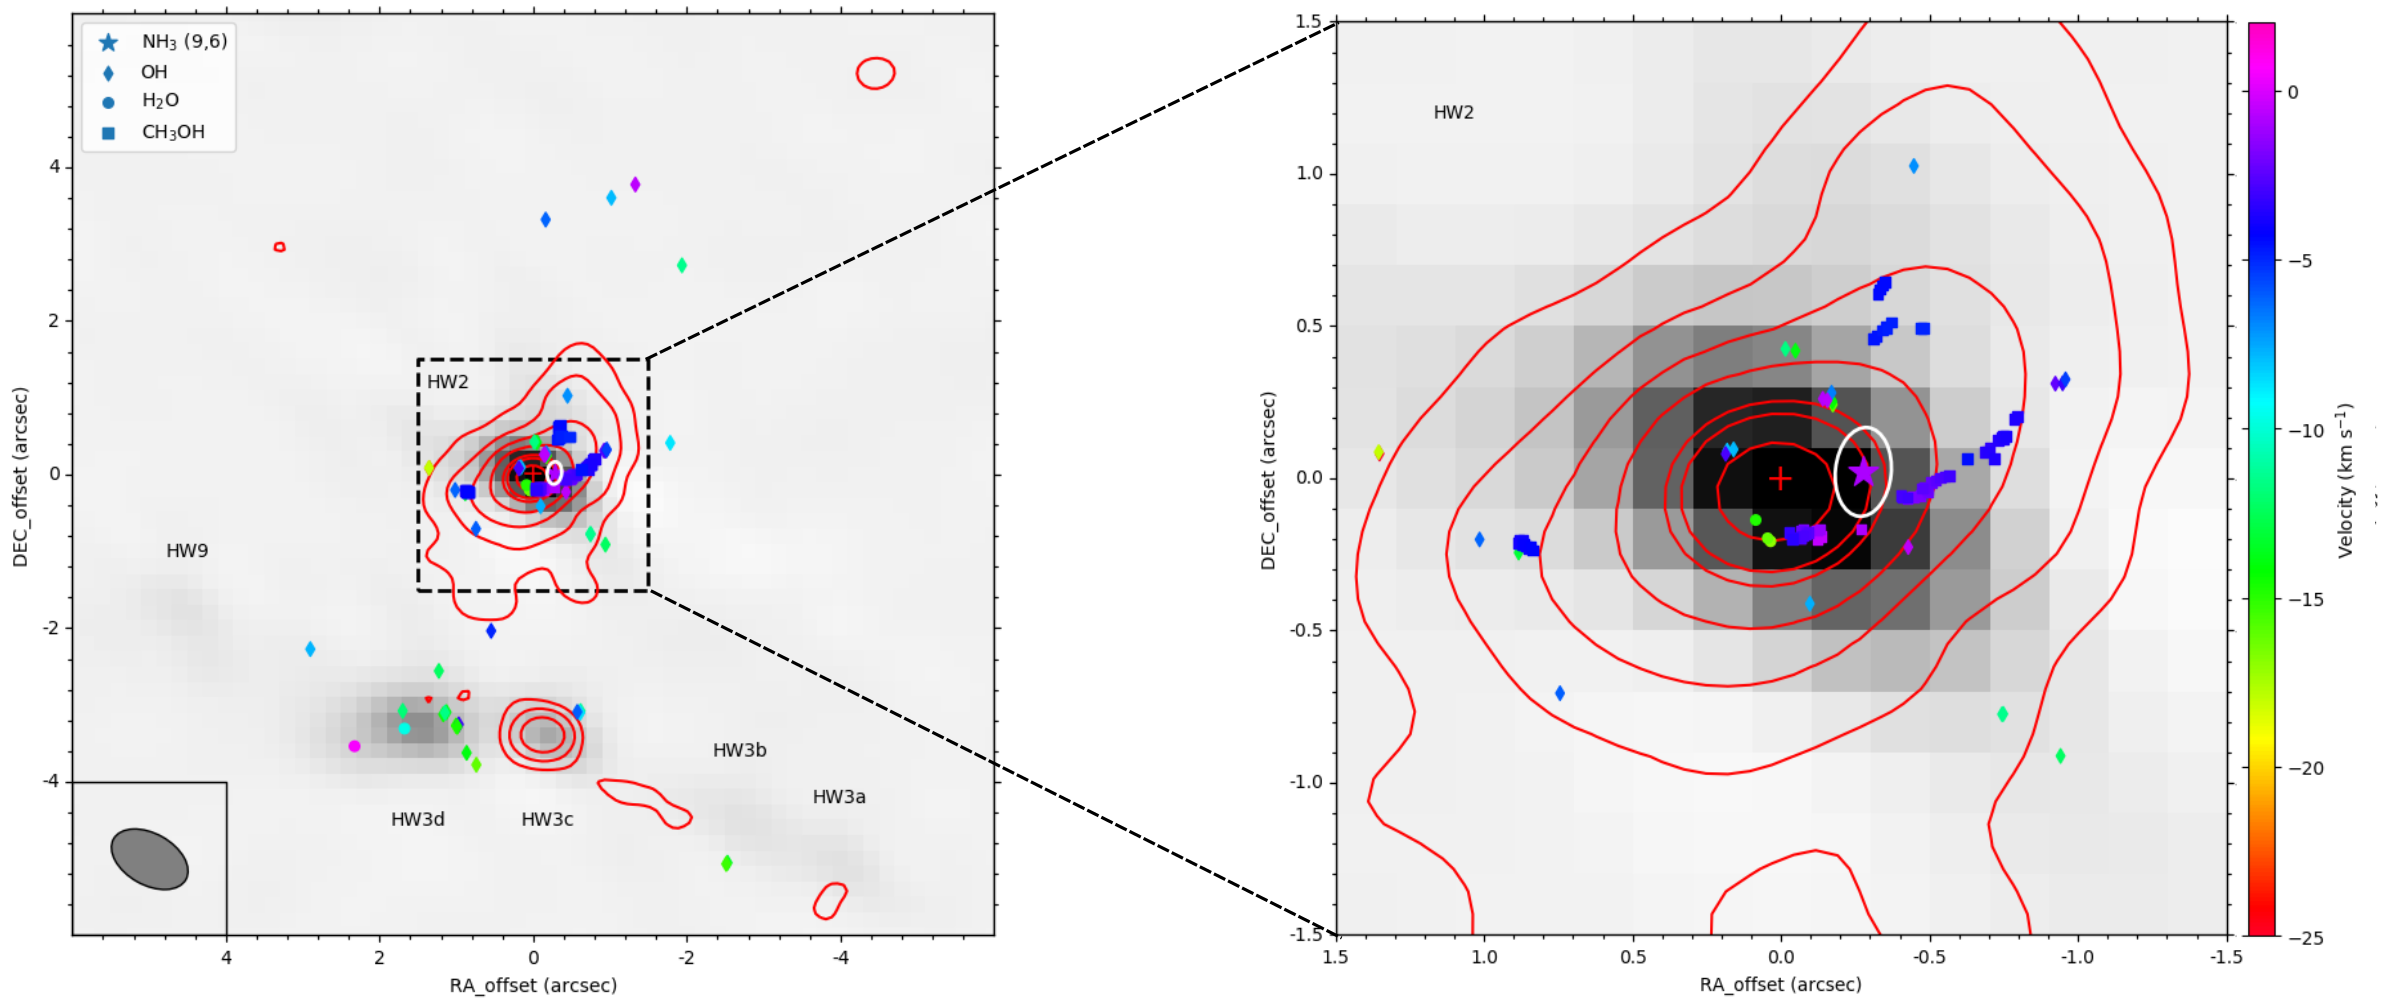 NH₃ (9,6)
OH
H₂O
CH₃OH
HW2
HW9
HW3d
HW3c
HW3b
HW3a
4
2
0
-2
-4
DEC_offset (arcsec)
4
2
0
-2
-4
RA_offset (arcsec)
HW2
1.5
1.0
0.5
0.0
-0.5
-1.0
-1.5
DEC_offset (arcsec)
1.5
1.0
0.5
0.0
-0.5
-1.0
-1.5
RA_offset (arcsec)
0
−5
−10
−15
−20
−25
Velocity (km s⁻¹)